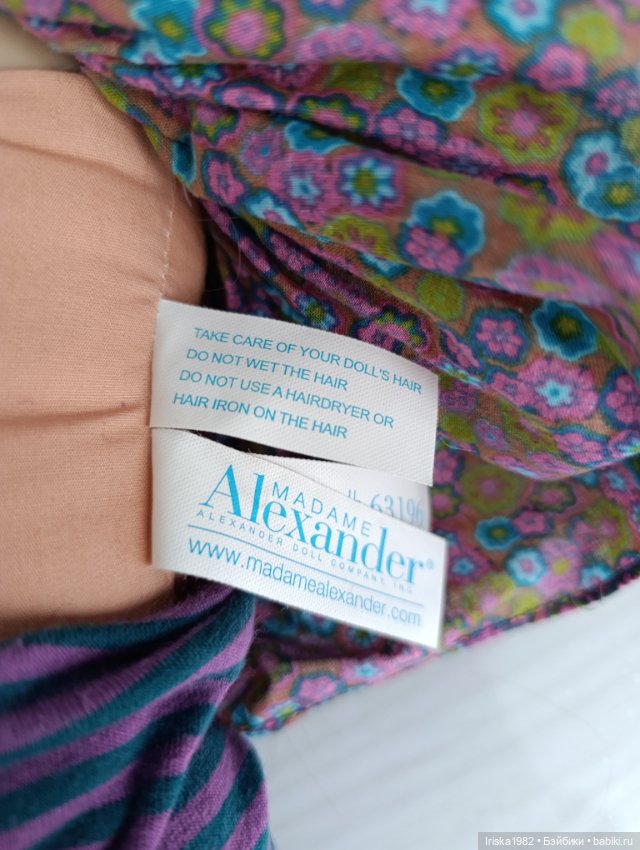 TAKE CARE OF YOUR DOLL'S HAIR
DO NOT WET THE HAIR
DO NOT USE A HAIRDRYER OR
HAIR IRON ON THE HAIR
63196
MADAME
Alexander®
ALEXANDER DOLL COMPANY, INC.
www.madamealexander.com
Iriska1982 • Бэйбики • babiki.ru